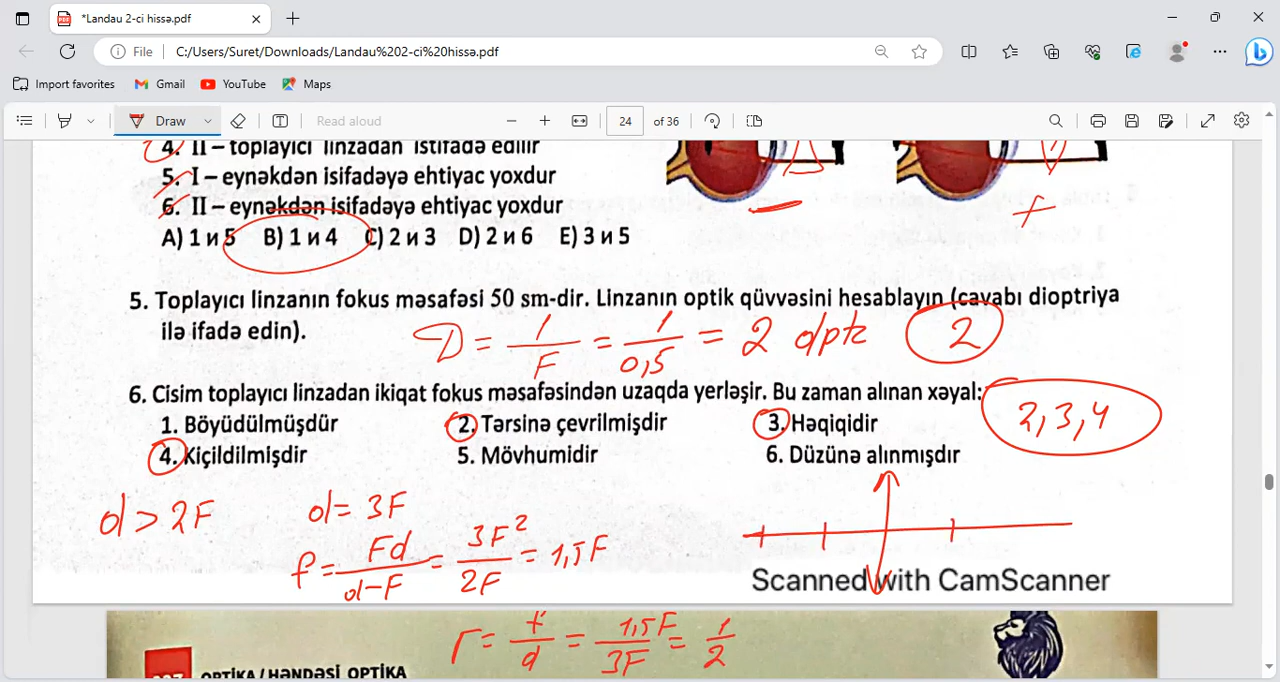 *Landau 2-ci hissə.pdf
File C:/Users/Suret/Downloads/Landau%202-ci%20hissə.pdf
Import favorites Gmail YouTube Maps
Draw Read aloud 24 of 36
4. II – toplayıcı linzadan istifadə edilir
5. I – eynəkdən isifadəyə ehtiyac yoxdur
6. II – eynəkdən isifadəyə ehtiyac yoxdur
A) 1 и 5 B) 1 и 4 C) 2 и 3 D) 2 и 6 E) 3 и 5
5. Toplayıcı linzanın fokus məsafəsi 50 sm-dir. Linzanın optik qüvvəsini hesablayın (cavabı dioptriya
ilə ifadə edin).
D = 1/F = 1/0,5 = 2 dptr 2
6. Cisim toplayıcı linzadan ikiqat fokus məsafəsindən uzaqda yerləşir. Bu zaman alınan xəyal:
2, 3, 4
1. Böyüdülmüşdür 2. Tərsinə çevrilmişdir 3. Həqiqidir
4. Kiçildilmişdir 5. Mövhumidir 6. Düzünə alınmışdır
d > 2F d = 3F
f = Fd/d-F = 3F²/2F = 1,5F
Scanned with CamScanner
Γ = f/d = 1,5F/3F = 1/2
OPTİKA / HƏNDƏSİ OPTİKA